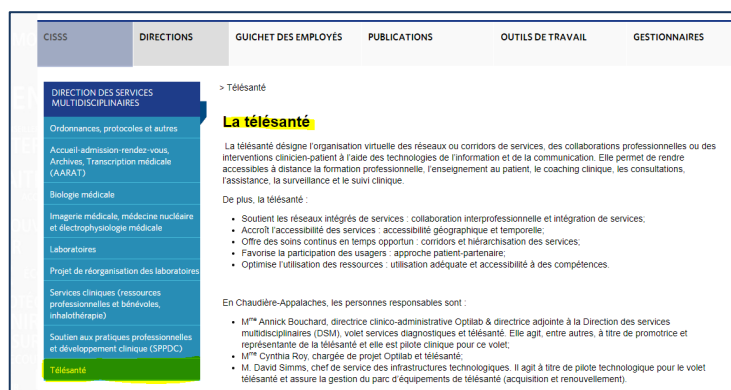 CISSS
DIRECTIONS
GUICHET DES EMPLOYÉS
PUBLICATIONS
OUTILS DE TRAVAIL
GESTIONNAIRES
DIRECTION DES SERVICES
MULTIDISCIPLINAIRES
Ordonnances, protocoles et autres
Accueil-admission-rendez-vous,
Archives, Transcription médicale
(AARAT)
Biologie médicale
Imagerie médicale, médecine nucléaire
et électrophysiologie médicale
Laboratoires
Projet de réorganisation des laboratoires
Services cliniques (ressources
professionnelles et bénévoles,
inhalothérapie)
Soutien aux pratiques professionnelles
et développement clinique (SPPDC)
Télésanté
> Télésanté
La télésanté
La télésanté désigne l'organisation virtuelle des réseaux ou corridors de services, des collaborations professionnelles ou des
interventions clinicien-patient à l'aide des technologies de l'information et de la communication. Elle permet de rendre
accessibles à distance la formation professionnelle, l'enseignement au patient, le coaching clinique, les consultations,
l'assistance, la surveillance et le suivi clinique.
De plus, la télésanté :
• Soutient les réseaux intégrés de services : collaboration interprofessionnelle et intégration de services;
• Accroît l'accessibilité des services : accessibilité géographique et temporelle;
• Offre des soins continus en temps opportun : corridors et hiérarchisation des services;
• Favorise la participation des usagers : approche patient-partenaire;
• Optimise l'utilisation des ressources : utilisation adéquate et accessibilité à des compétences.
En Chaudière-Appalaches, les personnes responsables sont :
• Mme Annick Bouchard, directrice clinico-administrative Optilab & directrice adjointe à la Direction des services
multidisciplinaires (DSM), volet services diagnostiques et télésanté. Elle agit, entre autres, à titre de promotrice et
représentante de la télésanté et elle est pilote clinique pour ce volet;
• Mme Cynthia Roy, chargée de projet Optilab et télésanté;
• M. David Simms, chef de service des infrastructures technologiques. Il agit à titre de pilote technologique pour le volet
télésanté et assure la gestion du parc d'équipements de télésanté (acquisition et renouvellement).